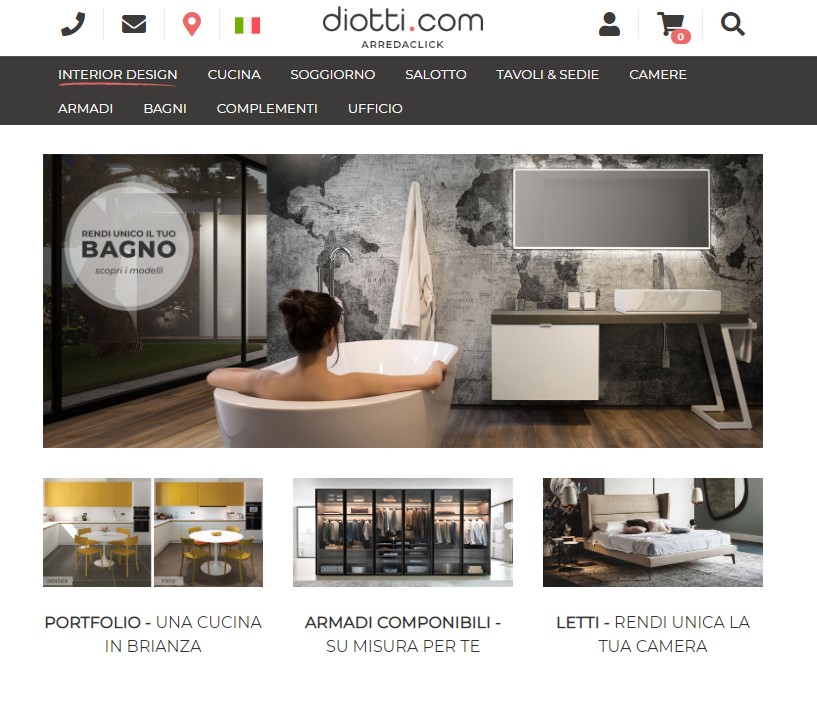 diotti.com
ARREDACLICK
0
INTERIOR DESIGN CUCINA SOGGIORNO SALOTTO TAVOLI & SEDIE CAMERE
ARMADI BAGNI COMPLEMENTI UFFICIO
RENDI UNICO IL TUO
BAGNO
scopri i modelli
BRAZIL
RENDER FOTO
PORTFOLIO - UNA CUCINA
IN BRIANZA
ARMADI COMPONIBILI -
SU MISURA PER TE
LETTI - RENDI UNICA LA
TUA CAMERA